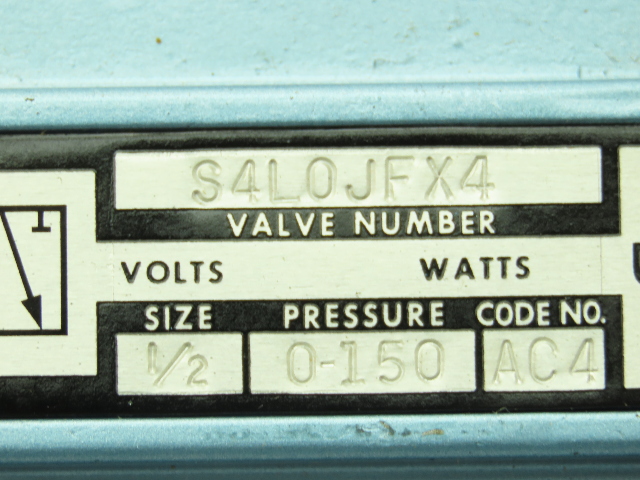 S4L0JFX4
VALVE NUMBER
VOLTS WATTS
SIZE PRESSURE CODE NO.
1/2 0-150 AC4